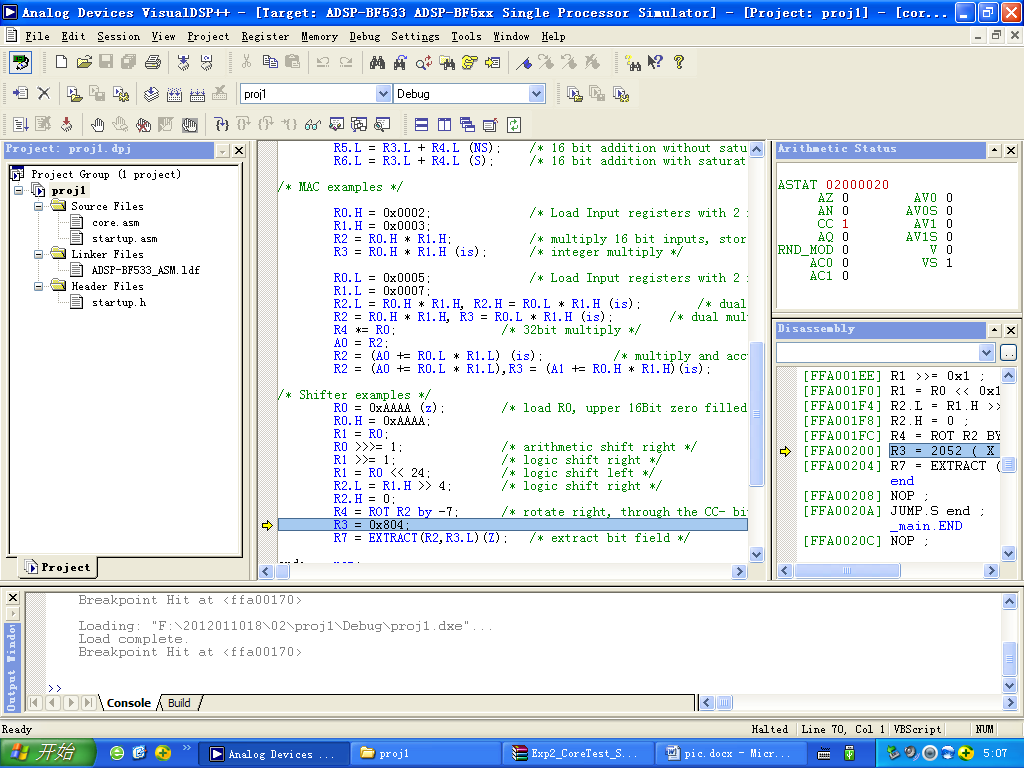 Analog Devices VisualDSP++ - [Target: ADSP-BF533 ADSP-BF5xx Single Processor Simulator] - [Project: proj1] - [cor...
File Edit Session View Project Register Memory Debug Settings Tools Window Help
proj1 Debug
Project: proj1.dpj
Project Group (1 project)
proj1
Source Files
core.asm
startup.asm
Linker Files
ADSP-BF533_ASM.ldf
Header Files
startup.h
Project
R5.L = R3.L + R4.L (NS); /* 16 bit addition without satu
R6.L = R3.L + R4.L (S); /* 16 bit addition with saturat
/* MAC examples */
R0.H = 0x0002; /* Load Input registers with 2
R1.H = 0x0003;
R2 = R0.H * R1.H; /* multiply 16 bit inputs, stor
R3 = R0.H * R1.H (is); /* integer multiply */
R0.L = 0x0005; /* Load Input registers with 2
R1.L = 0x0007;
R2.L = R0.H * R1.H, R2.H = R0.L * R1.H (is); /* dual
R2 = R0.H * R1.H, R3 = R0.L * R1.H (is); /* dual mul
R4 *= R0; /* 32bit multiply */
A0 = R2;
R2 = (A0 += R0.L * R1.L) (is); /* multiply and acc
R2 = (A0 += R0.L * R1.L),R3 = (A1 += R0.H * R1.H)(is);
/* Shifter examples */
R0 = 0xAAAA (z); /* load R0, upper 16Bit zero filled
R0.H = 0xAAAA;
R1 = R0;
R0 >>>= 1; /* arithmetic shift right */
R1 >>= 1; /* logic shift right */
R1 = R0 << 24; /* logic shift left */
R2.L = R1.H >> 4; /* logic shift right */
R2.H = 0;
R4 = ROT R2 by -7; /* rotate right, through the CC- bi
R3 = 0x804;
R7 = EXTRACT(R2,R3.L)(Z); /* extract bit field */
Arithmetic Status
ASTAT 02000020
AZ 0 AV0 0
AN 0 AV0S 0
CC 1 AV1 0
AQ 0 AV1S 0
RND_MOD 0 V 0
AC0 0 VS 1
AC1 0
Disassembly
[FFA001EE] R1 >>= 0x1 ;
[FFA001F0] R1 = R0 << 0x1
[FFA001F4] R2.L = R1.H >>
[FFA001F8] R2.H = 0 ;
[FFA001FC] R4 = ROT R2 BY
[FFA00200] R3 = 2052 ( X
[FFA00204] R7 = EXTRACT (
end
[FFA00208] NOP ;
[FFA0020A] JUMP.S end ;
_main.END
[FFA0020C] NOP ;
Output Windo
Breakpoint Hit at <ffa00170>
Loading: "F:\2012011018\02\proj1\Debug\proj1.dxe"...
Load complete.
Breakpoint Hit at <ffa00170>
>>
Console Build
Ready Halted Line 70, Col 1 VBScript NUM
开始 Analog Devices ... proj1 Exp2_CoreTest_S... pic.docx - Micr... 5:07